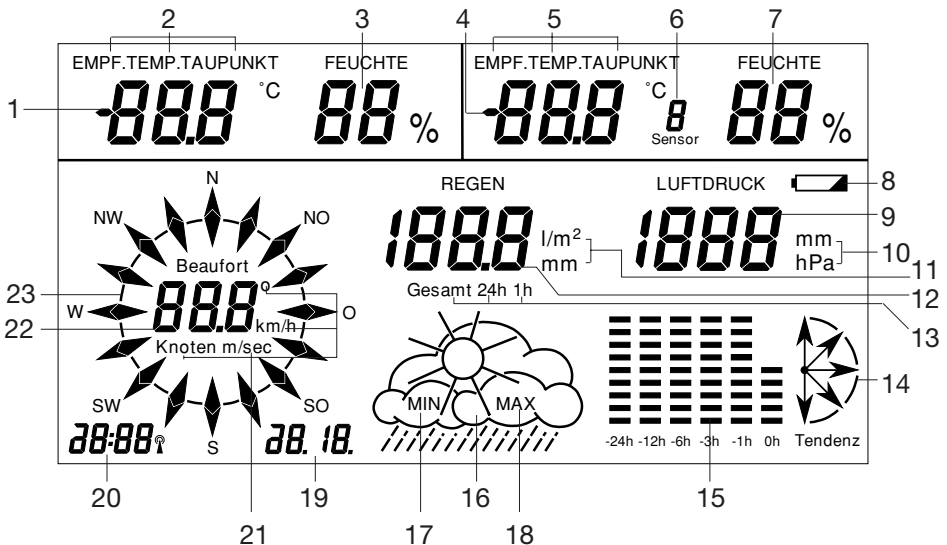 2 3 4 5 6 7
EMPF.TEMP.TAUPUNKT FEUCHTE EMPF.TEMP.TAUPUNKT FEUCHTE
1 -88.8 °C 88 % -88.8 °C 8 Sensor 88 %
N REGEN LUFTDRUCK 8
NW NO 188.8 l/m² mm 1888 9
mm hPa 10
Beaufort 11
23 88.8 ° Gesamt 24h 1h 12
W O
22 km/h 13
Knoten m/sec
14
SW SO MIN MAX
88:88 S 18.18. -24h -12h -6h -3h -1h 0h Tendenz
20 21 19 17 16 18 15